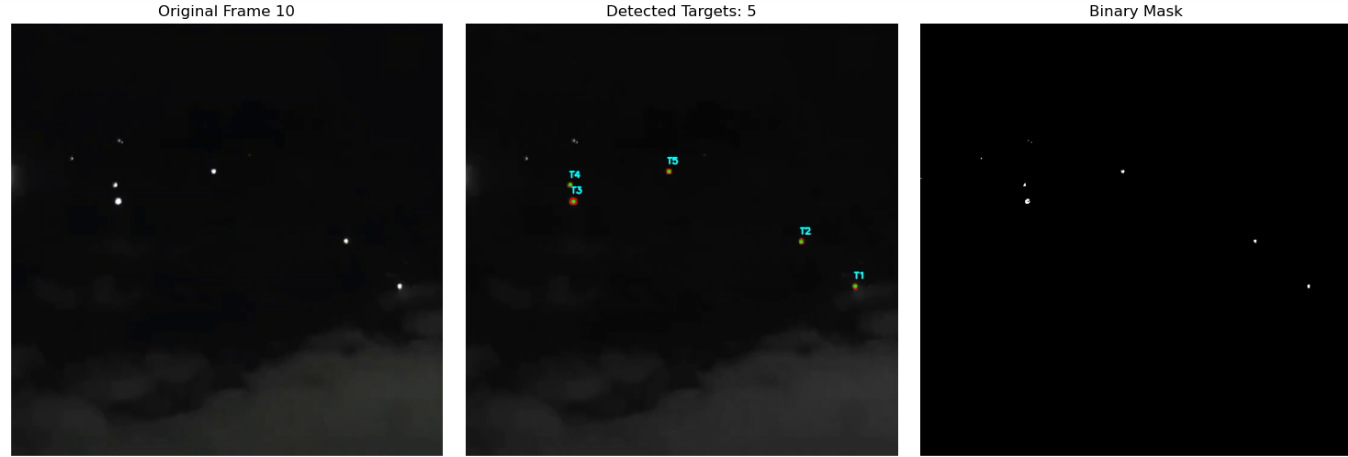 Original Frame 10
Detected Targets: 5
Binary Mask
T5
T4
T3
T2
T1